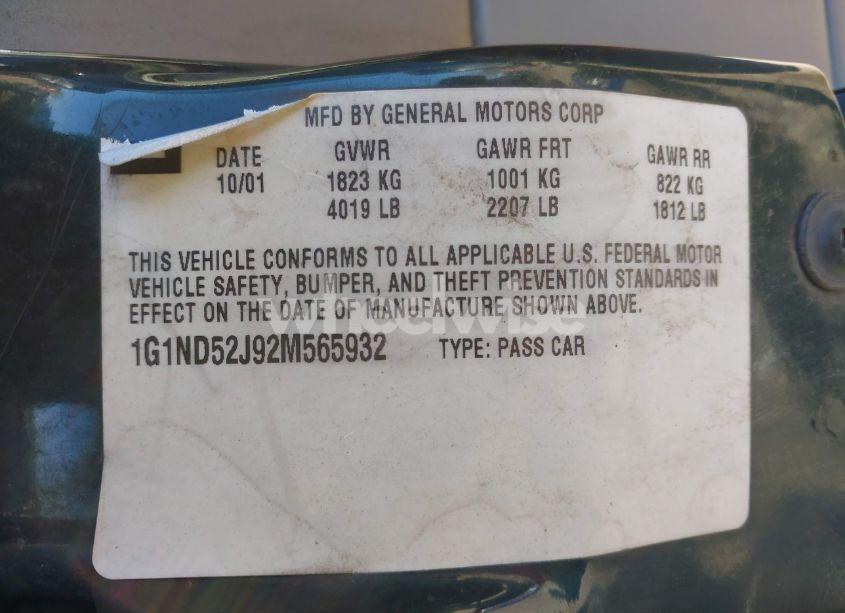 MFD BY GENERAL MOTORS CORP
DATE GVWR GAWR FRT GAWR RR
10/01 1823 KG 1001 KG 822 KG
4019 LB 2207 LB 1812 LB
THIS VEHICLE CONFORMS TO ALL APPLICABLE U.S. FEDERAL MOTOR
VEHICLE SAFETY, BUMPER, AND THEFT PREVENTION STANDARDS IN
EFFECT ON THE DATE OF MANUFACTURE SHOWN ABOVE.
wheelwise
1G1ND52J92M565932 TYPE: PASS CAR